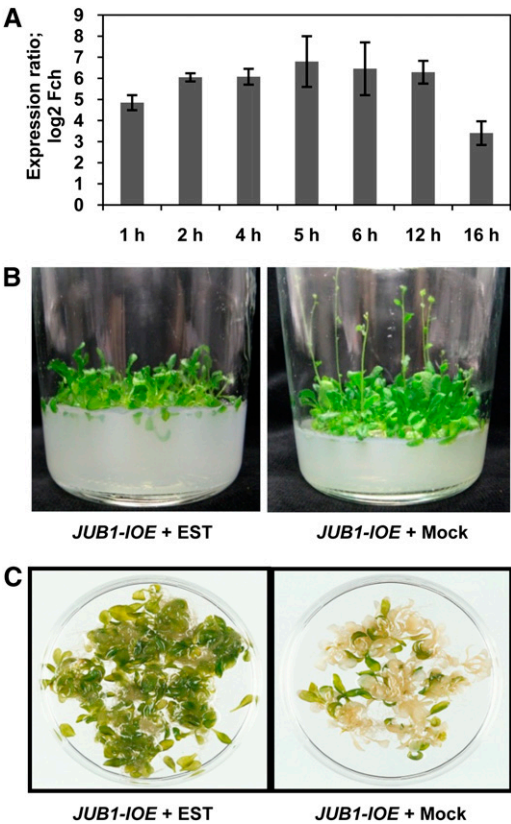 A
Expression ratio;
log2 Fch
9
8
7
6
5
4
3
2
1
0
1 h 2 h 4 h 5 h 6 h 12 h 16 h
B
JUB1-IOE + EST JUB1-IOE + Mock
C
JUB1-IOE + EST JUB1-IOE + Mock